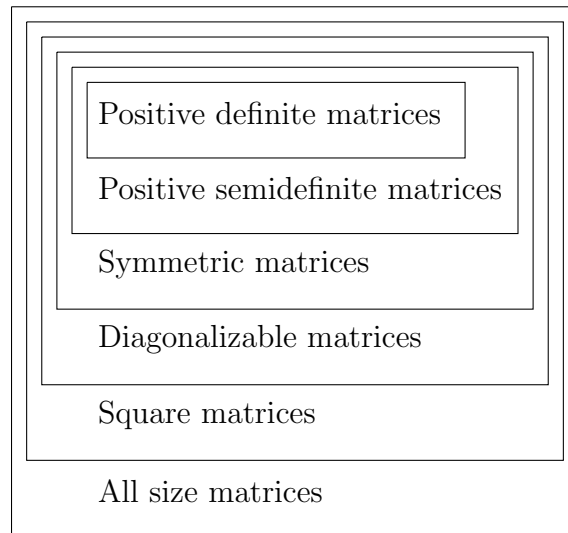 Positive definite matrices
Positive semidefinite matrices
Symmetric matrices
Diagonalizable matrices
Square matrices
All size matrices